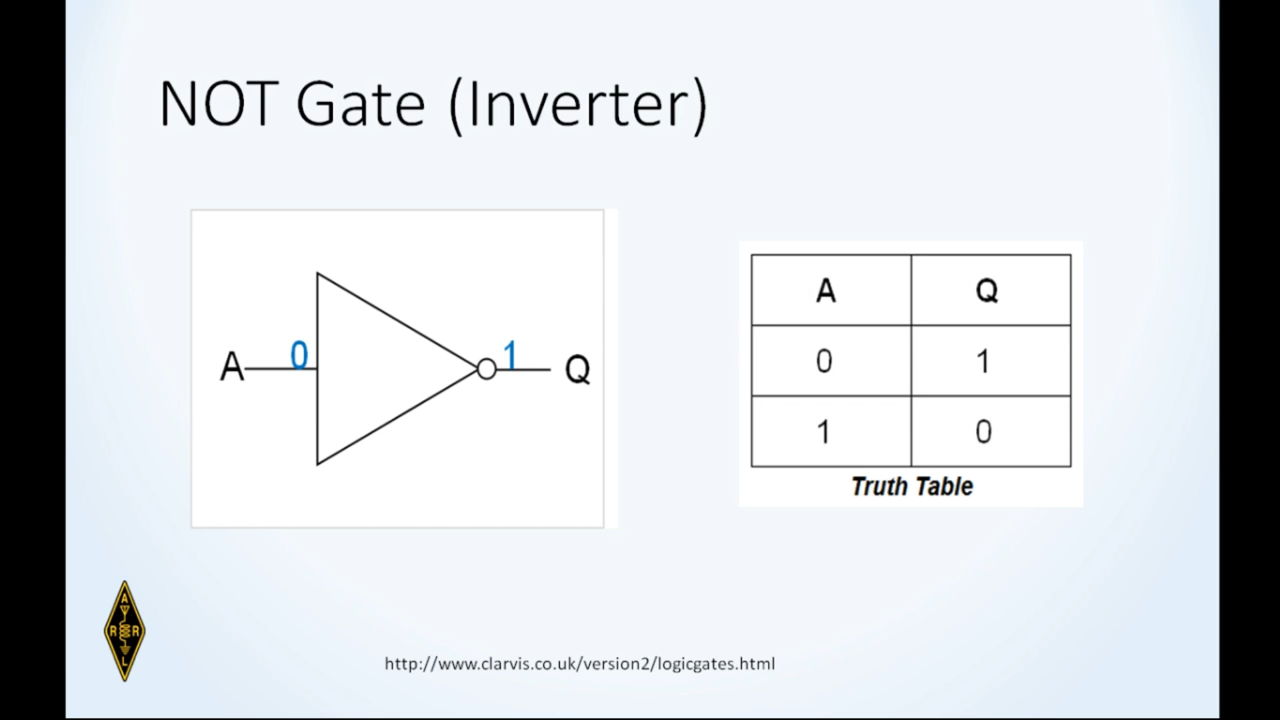 NOT Gate (Inverter)
A 0 1 Q
A Q
0 1
1 0
Truth Table
A
R R
L
http://www.clarvis.co.uk/version2/logicgates.html